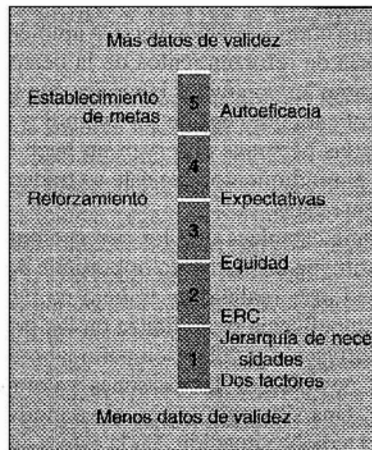 Más datos de validez
Establecimiento
de metas
5
Autoeficacia
4
Reforzamiento
Expectativas
3
Equidad
2
ERC
1
Jerarquía de nece
sidades
Dos factores
Menos datos de validez